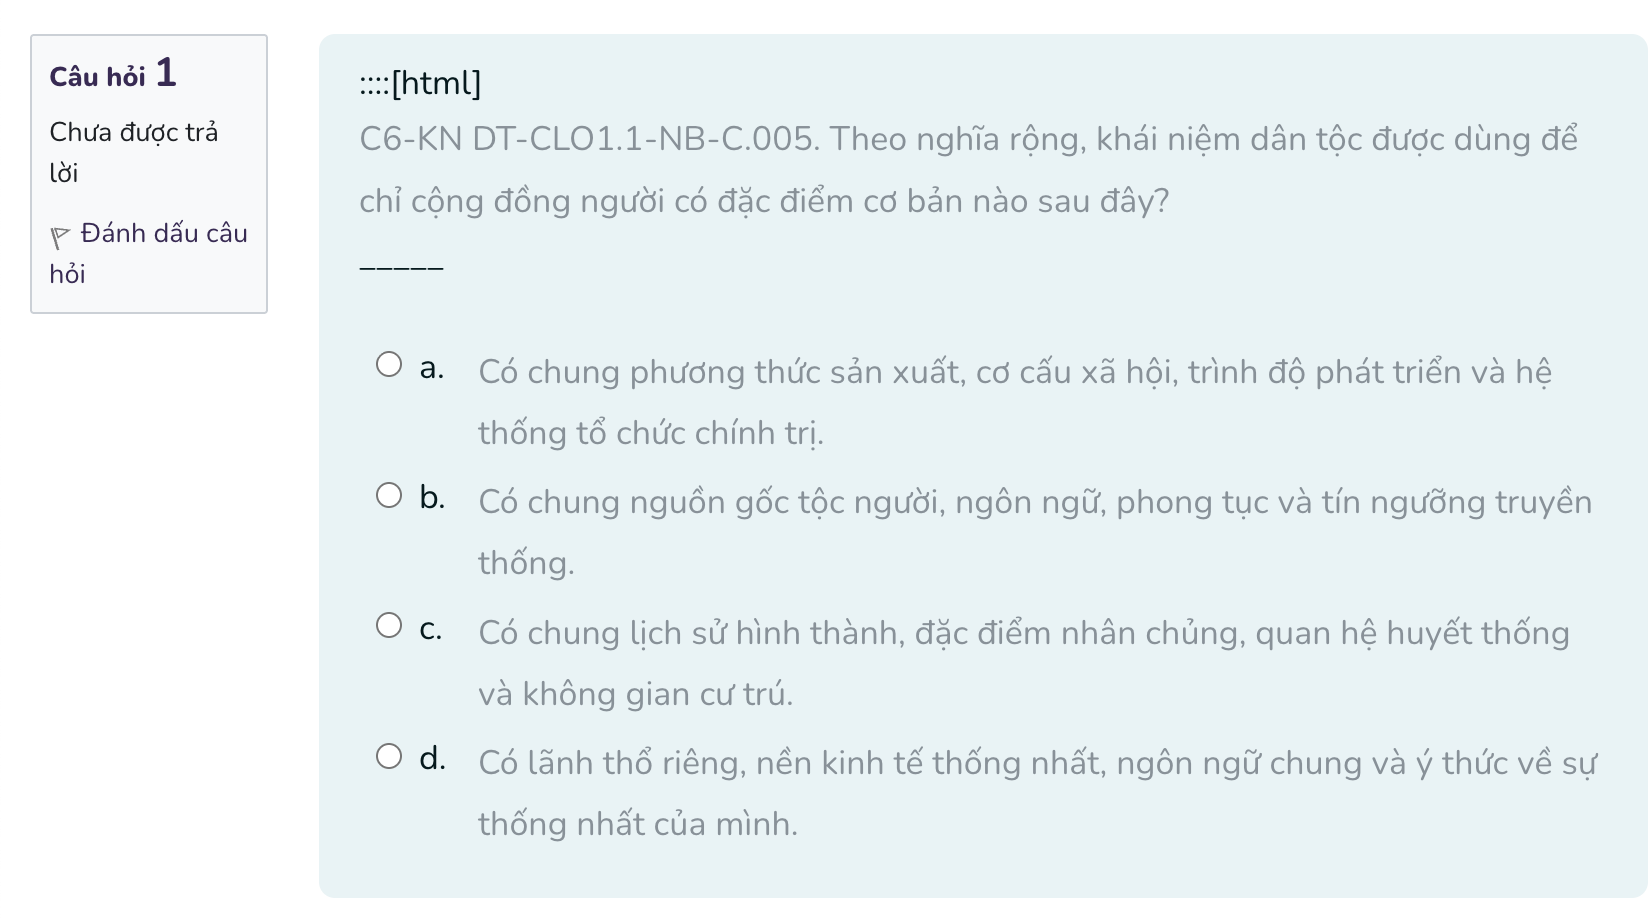 Câu hỏi 1
Chưa được trả
lời
Đánh dấu câu
hỏi
::::[html]
C6-KN DT-CLO1.1-NB-C.005. Theo nghĩa rộng, khái niệm dân tộc được dùng để
chỉ cộng đồng người có đặc điểm cơ bản nào sau đây?
_____
a. Có chung phương thức sản xuất, cơ cấu xã hội, trình độ phát triển và hệ
thống tổ chức chính trị.
b. Có chung nguồn gốc tộc người, ngôn ngữ, phong tục và tín ngưỡng truyền
thống.
c. Có chung lịch sử hình thành, đặc điểm nhân chủng, quan hệ huyết thống
và không gian cư trú.
d. Có lãnh thổ riêng, nền kinh tế thống nhất, ngôn ngữ chung và ý thức về sự
thống nhất của mình.